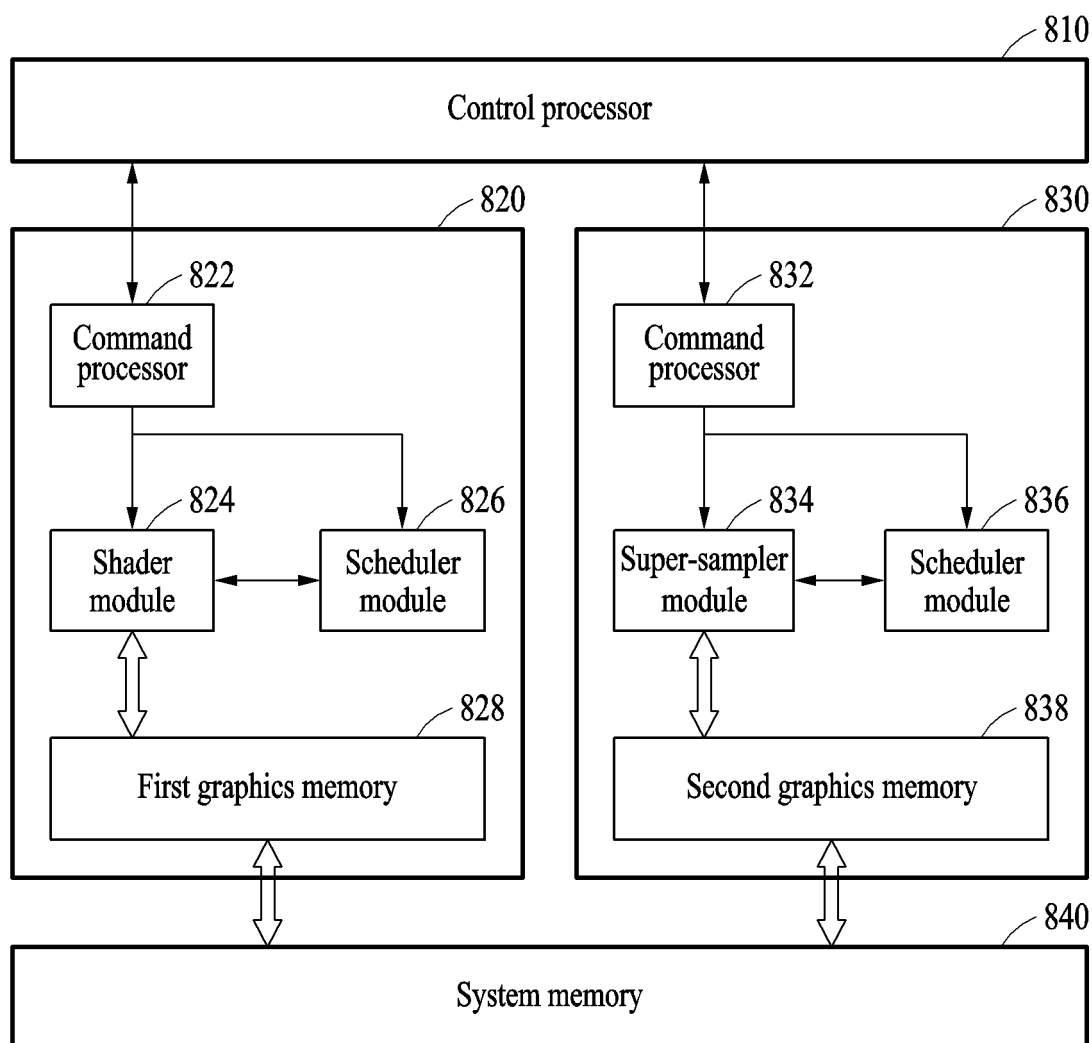 810
Control processor
820
830
822
Command
processor
832
Command
processor
824
Shader
module
826
Scheduler
module
834
Super-sampler
module
836
Scheduler
module
828
First graphics memory
838
Second graphics memory
840
System memory